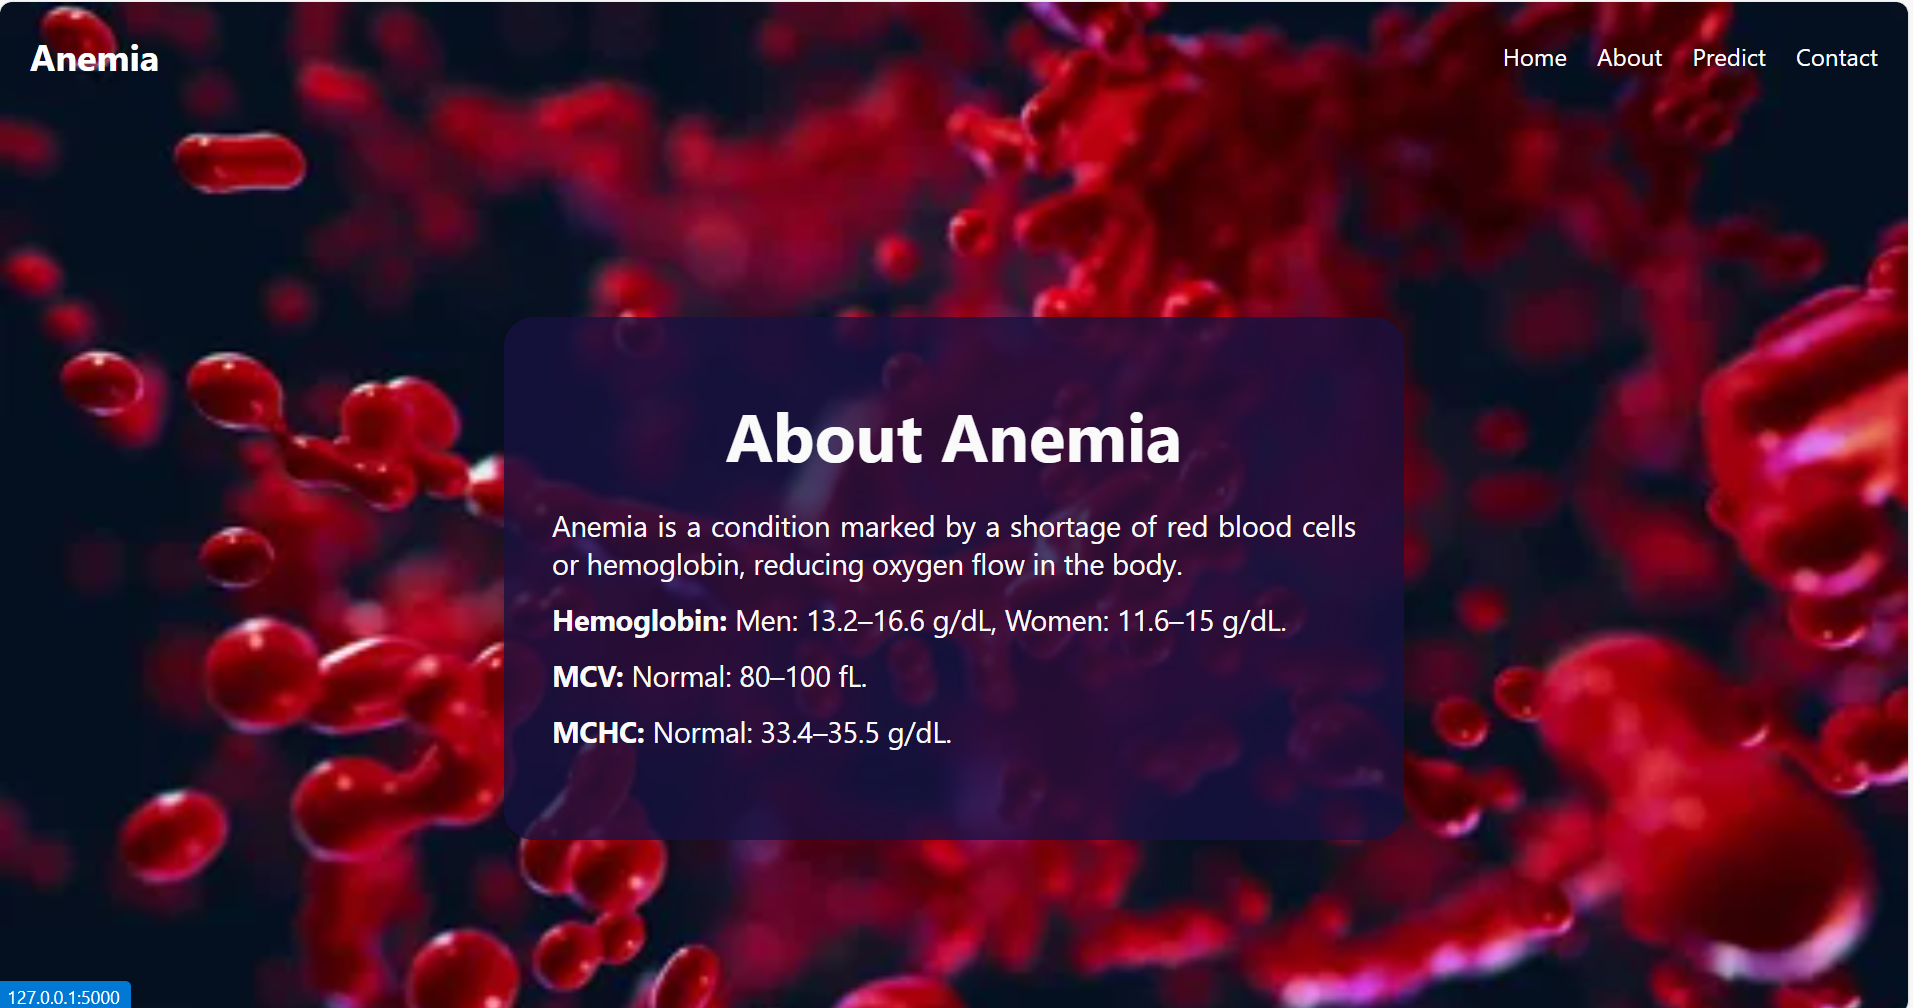 Anemia
Home About Predict Contact
About Anemia
Anemia is a condition marked by a shortage of red blood cells
or hemoglobin, reducing oxygen flow in the body.
Hemoglobin: Men: 13.2–16.6 g/dL, Women: 11.6–15 g/dL.
MCV: Normal: 80–100 fL.
MCHC: Normal: 33.4–35.5 g/dL.
127.0.0.1:5000